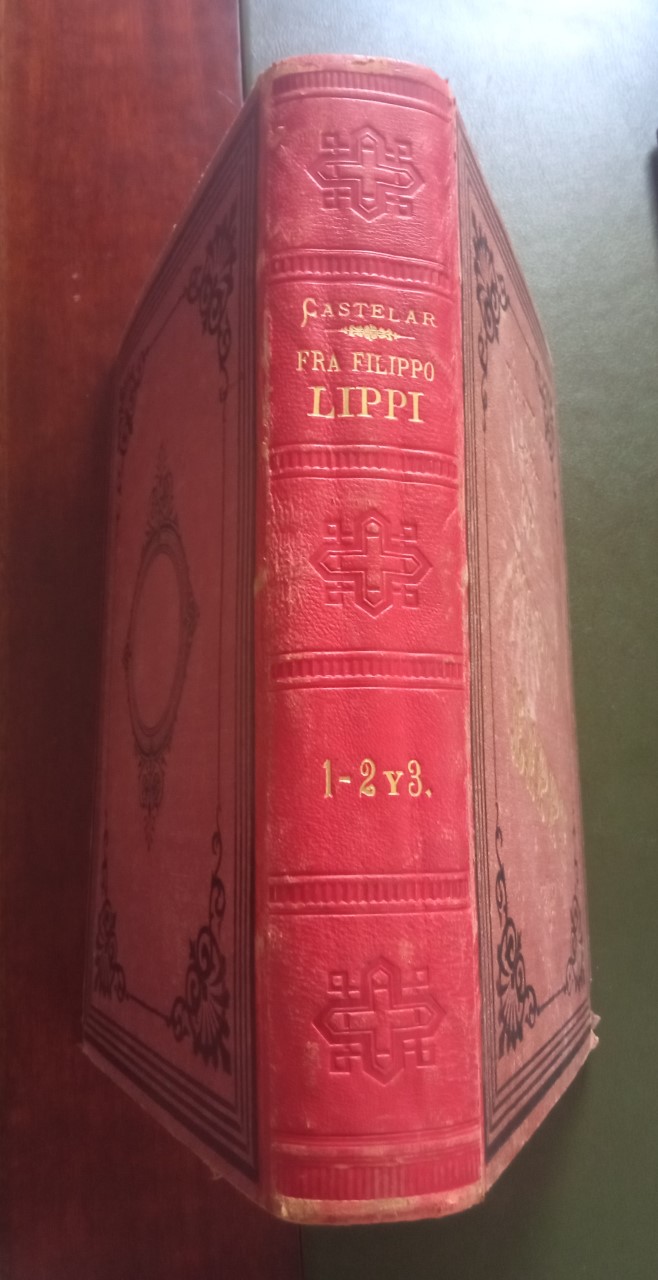 CASTELAR
FRA FILIPPO
LIPPI
1-2 Y 3.